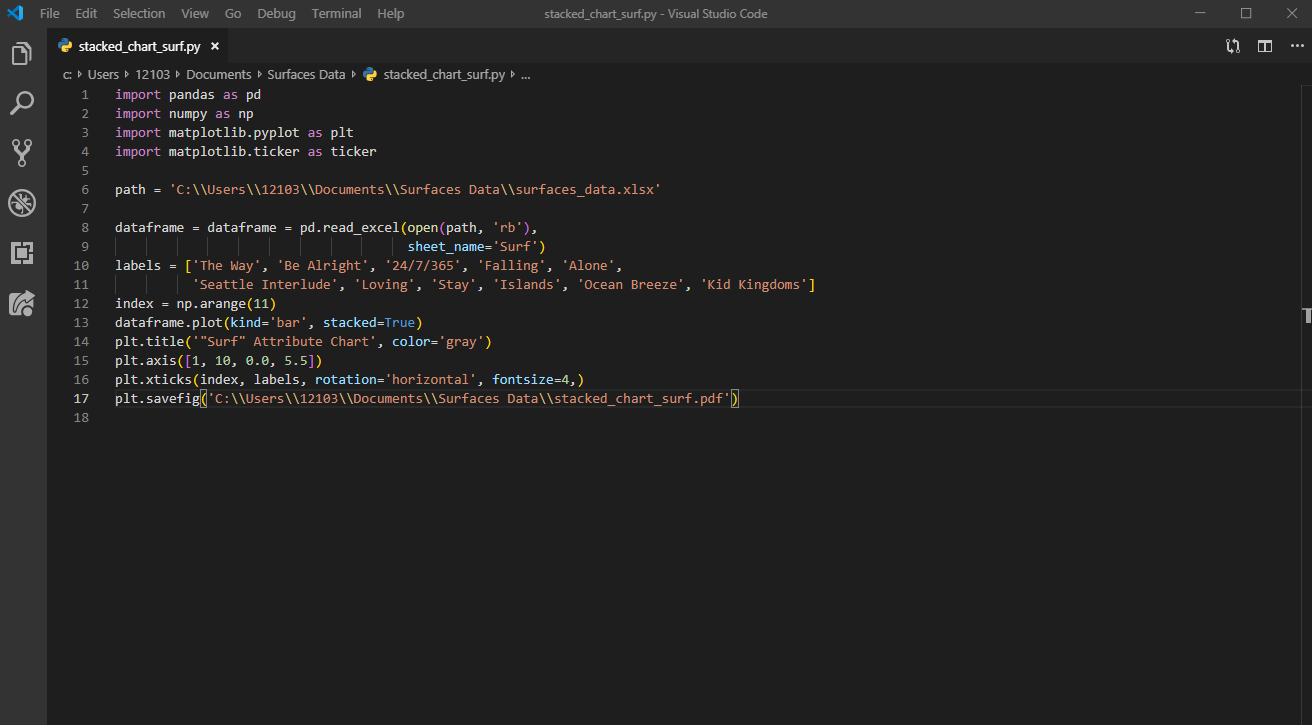 File Edit Selection View Go Debug Terminal Help stacked_chart_surf.py - Visual Studio Code
stacked_chart_surf.py ×
c: › Users › 12103 › Documents › Surfaces Data › stacked_chart_surf.py › ...
1 import pandas as pd
2 import numpy as np
3 import matplotlib.pyplot as plt
4 import matplotlib.ticker as ticker
5
6 path = 'C:\\Users\\12103\\Documents\\Surfaces Data\\surfaces_data.xlsx'
7
8 dataframe = dataframe = pd.read_excel(open(path, 'rb'),
9                                       sheet_name='Surf')
10 labels = ['The Way', 'Be Alright', '24/7/365', 'Falling', 'Alone',
11           'Seattle Interlude', 'Loving', 'Stay', 'Islands', 'Ocean Breeze', 'Kid Kingdoms']
12 index = np.arange(11)
13 dataframe.plot(kind='bar', stacked=True)
14 plt.title('"Surf" Attribute Chart', color='gray')
15 plt.axis([1, 10, 0.0, 5.5])
16 plt.xticks(index, labels, rotation='horizontal', fontsize=4,)
17 plt.savefig('C:\\Users\\12103\\Documents\\Surfaces Data\\stacked_chart_surf.pdf')
18